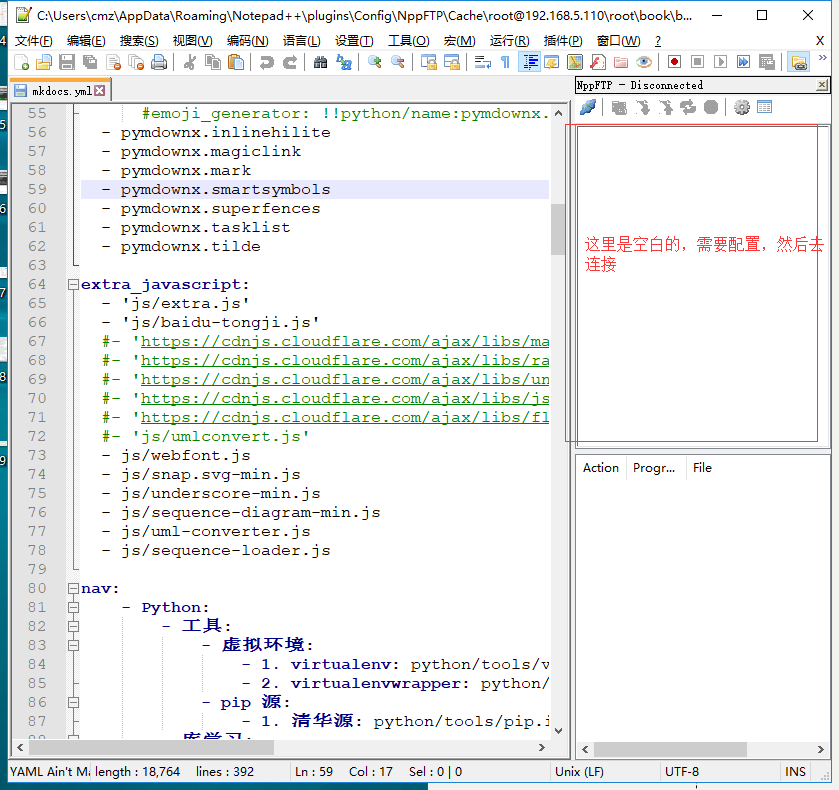 C:\Users\cmz\AppData\Roaming\Notepad++\plugins\Config\NppFTP\Cache\root@192.168.5.110\root\book\b...
文件(F) 编辑(E) 搜索(S) 视图(V) 编码(N) 语言(L) 设置(T) 工具(O) 宏(M) 运行(R) 插件(P) 窗口(W) ? X
mkdocs.yml
NppFTP - Disconnected
55 #emoji_generator: !!python/name:pymdownx.
56 - pymdownx.inlinehilite
57 - pymdownx.magiclink
58 - pymdownx.mark
59 - pymdownx.smartsymbols
60 - pymdownx.superfences
61 - pymdownx.tasklist
62 - pymdownx.tilde
63
64 extra_javascript:
65 - 'js/extra.js'
66 - 'js/baidu-tongji.js'
67 #- 'https://cdnjs.cloudflare.com/ajax/libs/ma
68 #- 'https://cdnjs.cloudflare.com/ajax/libs/ra
69 #- 'https://cdnjs.cloudflare.com/ajax/libs/un
70 #- 'https://cdnjs.cloudflare.com/ajax/libs/js
71 #- 'https://cdnjs.cloudflare.com/ajax/libs/fl
72 #- 'js/umlconvert.js'
73 - js/webfont.js
74 - js/snap.svg-min.js
75 - js/underscore-min.js
76 - js/sequence-diagram-min.js
77 - js/uml-converter.js
78 - js/sequence-loader.js
79
80 nav:
81 - Python:
82 - 工具:
83 - 虚拟环境:
84 - 1. virtualenv: python/tools/v
85 - 2. virtualenvwrapper: python/
86 - pip 源:
87 - 1. 清华源: python/tools/pip.i
这里是空白的，需要配置，然后去
连接
Action Progr... File
YAML Ain't Ma length : 18,764 lines : 392 Ln : 59 Col : 17 Sel : 0 | 0 Unix (LF) UTF-8 INS